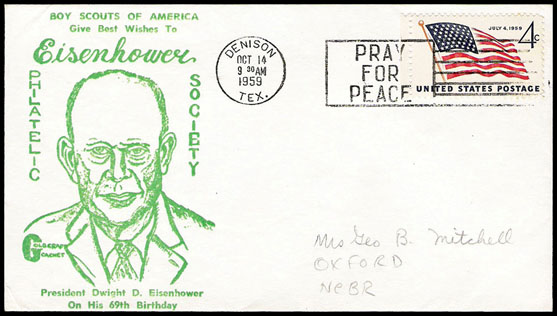 BOY SCOUTS OF AMERICA
Give Best Wishes To
Eisenhower
PHILATELIC
SOCIETY
GOLDCRAFT
CACHET
President Dwight D. Eisenhower
On His 69th Birthday
DENISON
OCT 14
9 30 AM
1959
TEX.
PRAY
FOR
PEACE
JULY 4, 1959
4c
UNITED STATES POSTAGE
Mrs Geo B. Mitchell
OXFORD
NEBR